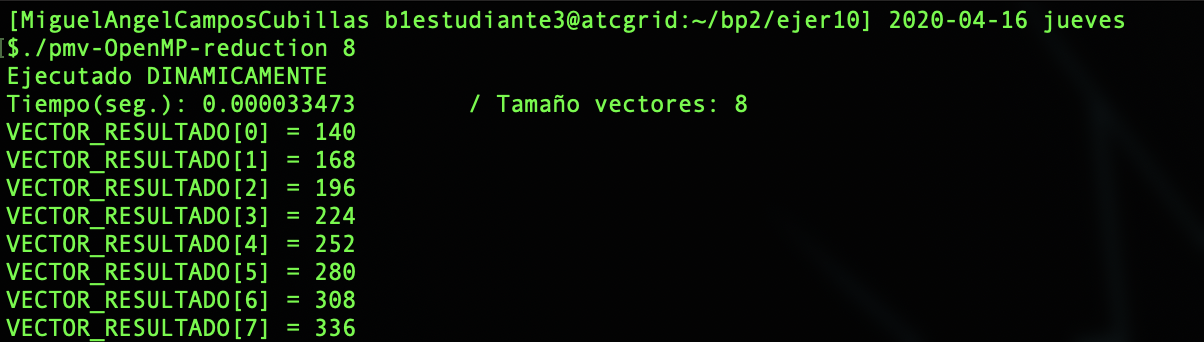 [MiguelAngelCamposCubillas b1estudiante3@atcgrid:~/bp2/ejer10] 2020-04-16 jueves
$./pmv-OpenMP-reduction 8
Ejecutado DINAMICAMENTE
Tiempo(seg.): 0.000033473 / Tamaño vectores: 8
VECTOR_RESULTADO[0] = 140
VECTOR_RESULTADO[1] = 168
VECTOR_RESULTADO[2] = 196
VECTOR_RESULTADO[3] = 224
VECTOR_RESULTADO[4] = 252
VECTOR_RESULTADO[5] = 280
VECTOR_RESULTADO[6] = 308
VECTOR_RESULTADO[7] = 336